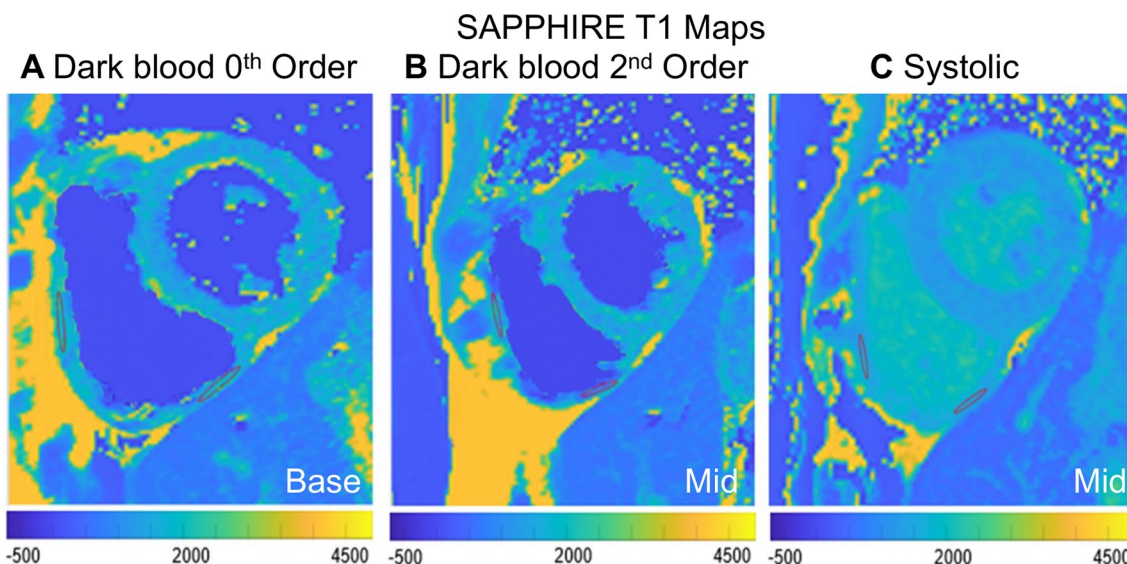 SAPPHIRE T1 Maps
A Dark blood 0th Order
B Dark blood 2nd Order
C Systolic
Base
Mid
Mid
-500 2000 4500
-500 2000 4500
-500 2000 4500